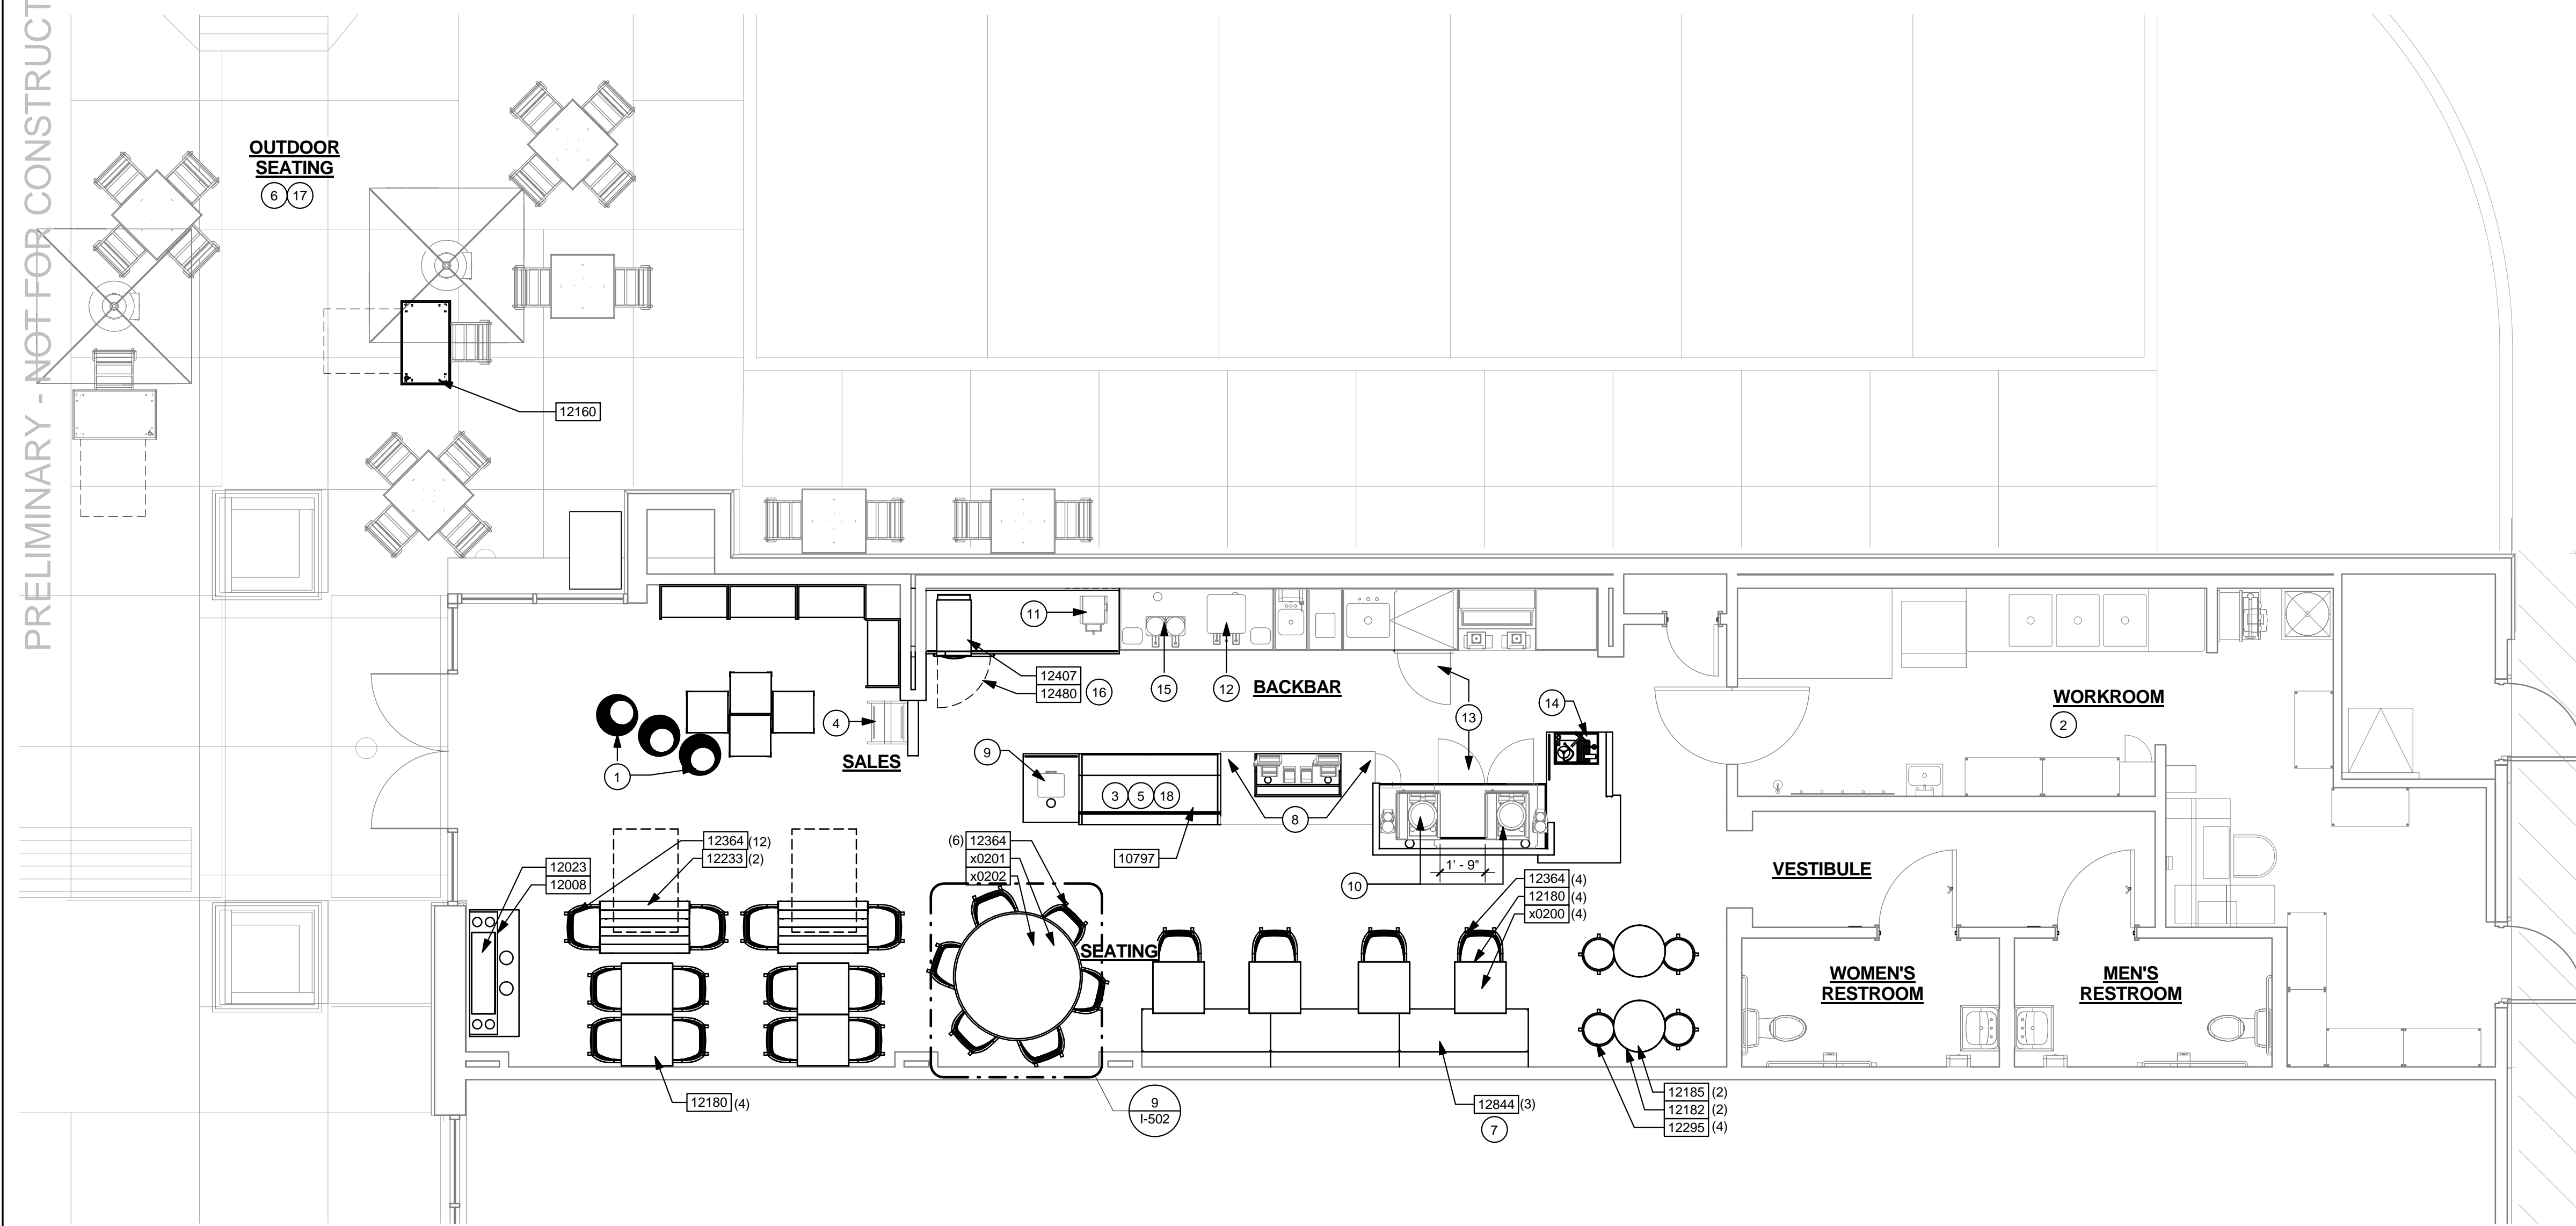 PRELIMINARY - NOT FOR CONSTRUCT
OUTDOOR
SEATING
6 17
12160
11
12407
12480 16
15
12
BACKBAR
13
14
WORKROOM
2
4
SALES
9
1
3 5 18
8
10797
1' - 9"
10
VESTIBULE
12364 (12)
12233 (2)
(6) 12364
x0201
x0202
12023
12008
12364 (4)
12180 (4)
x0200 (4)
SEATING
WOMEN'S
RESTROOM
MEN'S
RESTROOM
12180 (4)
9
I-502
12844 (3)
7
12185 (2)
12182 (2)
12295 (4)